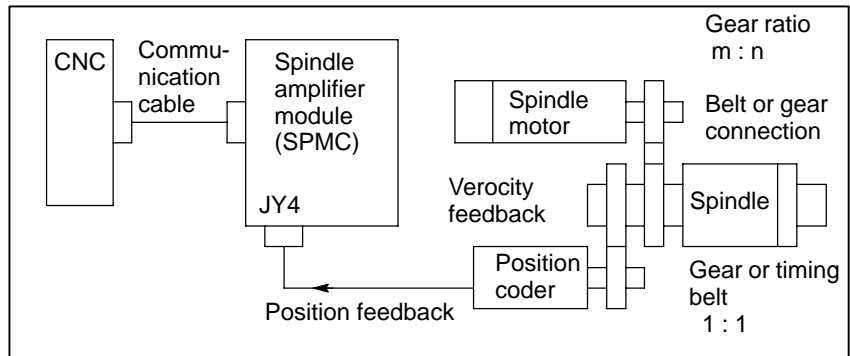 CNC
Commu-
nication
cable
Spindle
amplifier
module
(SPMC)
JY4
Gear ratio
m : n
Spindle
motor
Belt or gear
connection
Verocity
feedback
Spindle
Position
coder
Gear or timing
belt
1 : 1
Position feedback